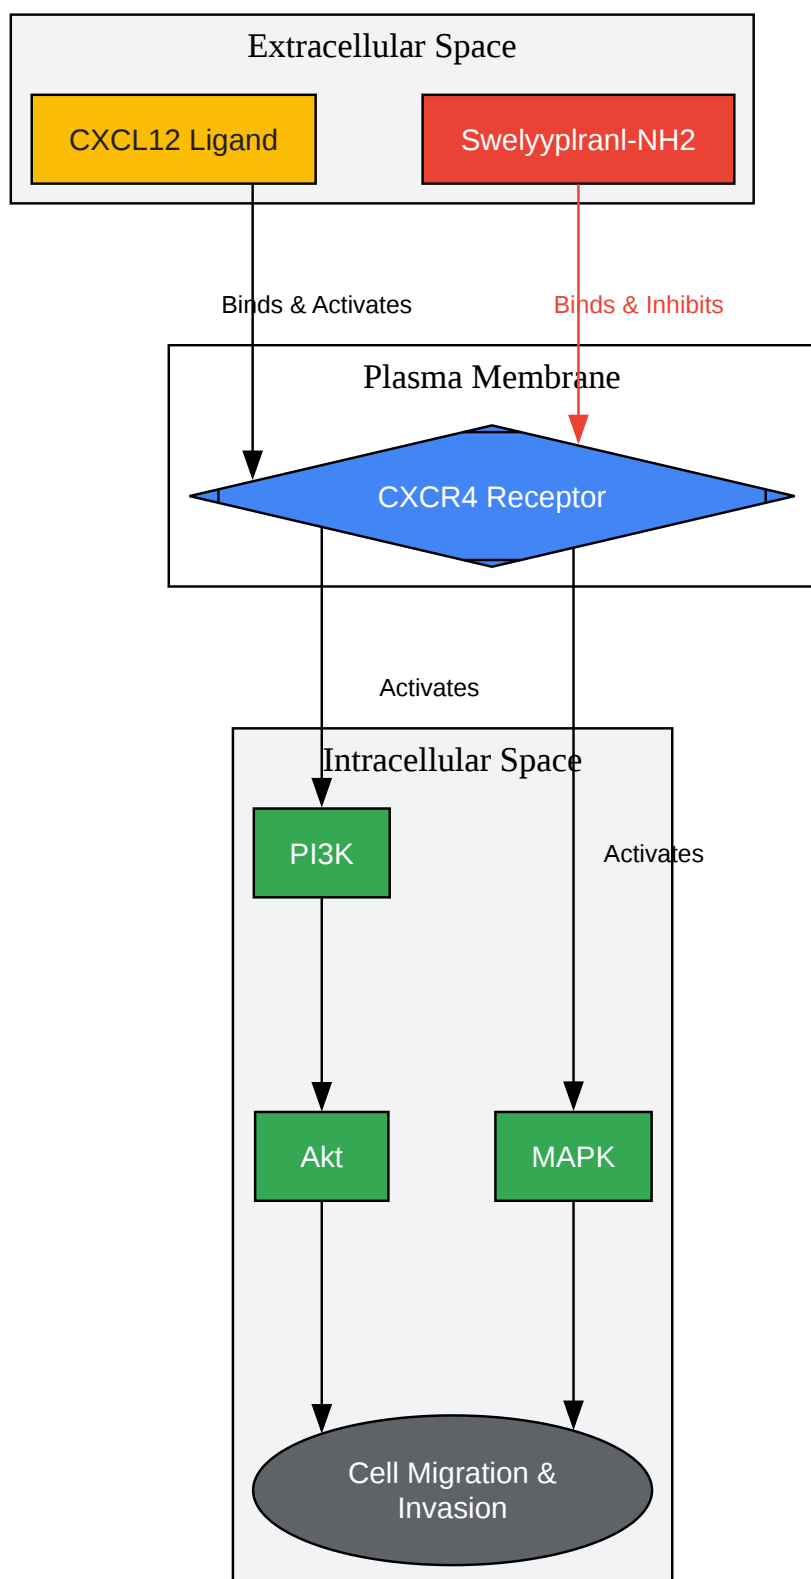 Extracellular Space
CXCL12 Ligand
Swelyyplranl-NH2
Binds & Activates
Binds & Inhibits
Plasma Membrane
CXCR4 Receptor
Activates
Intracellular Space
PI3K
Activates
Akt
MAPK
Cell Migration &
Invasion